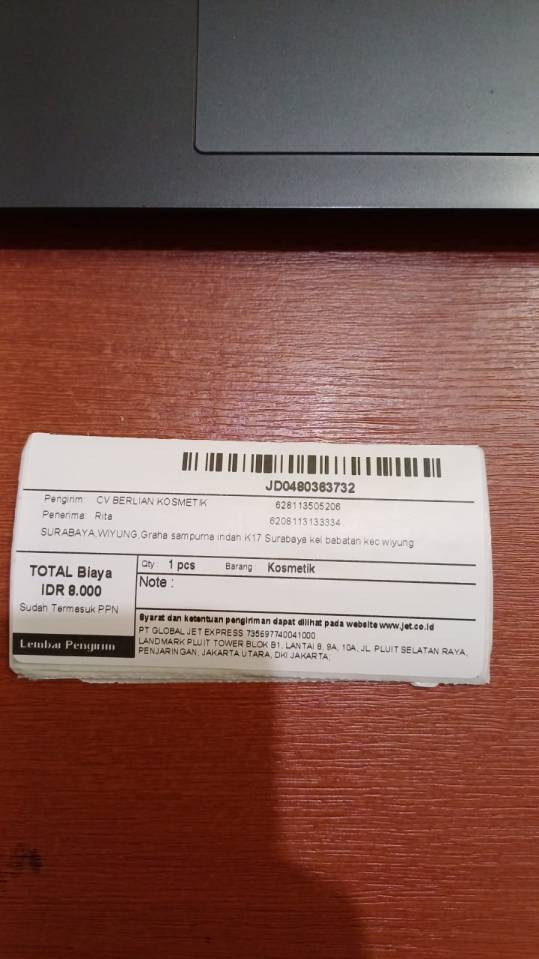 JD0480363732
Pengirim: CV BERLIAN KOSMETIK 628113505206
Penerima: Rita 6208113133334
SURABAYA,WIYUNG,Graha sampurna indah K17 Surabaya kel babatan kec wiyung
TOTAL Biaya
IDR 8.000
Sudah Termasuk PPN
Lembar Pengirim
Qty : 1 pcs Barang : Kosmetik
Note :
Syarat dan ketentuan pengiriman dapat dilihat pada website www.jet.co.id
PT GLOBAL JET EXPRESS 735697740041000
LANDMARK PLUIT TOWER BLOK B1, LANTAI 8, 9A, 10A, JL. PLUIT SELATAN RAYA,
PENJARINGAN, JAKARTA UTARA, DKI JAKARTA,